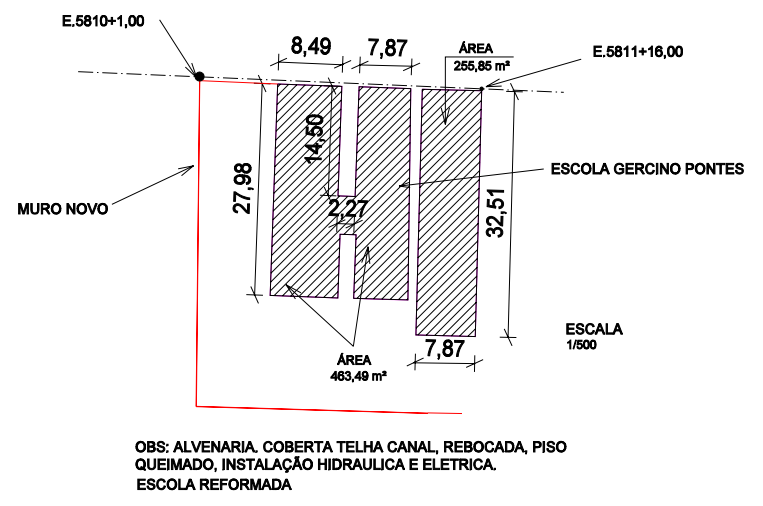 E.5810+1,00
8,49
7,87
ÁREA
255,85 m²
E.5811+16,00
14,50
27,98
ESCOLA GERCINO PONTES
MURO NOVO
2,27
32,51
ESCALA
1/500
7,87
ÁREA
463,49 m²
OBS: ALVENARIA. COBERTA TELHA CANAL, REBOCADA, PISO
QUEIMADO, INSTALAÇÃO HIDRAULICA E ELETRICA.
ESCOLA REFORMADA